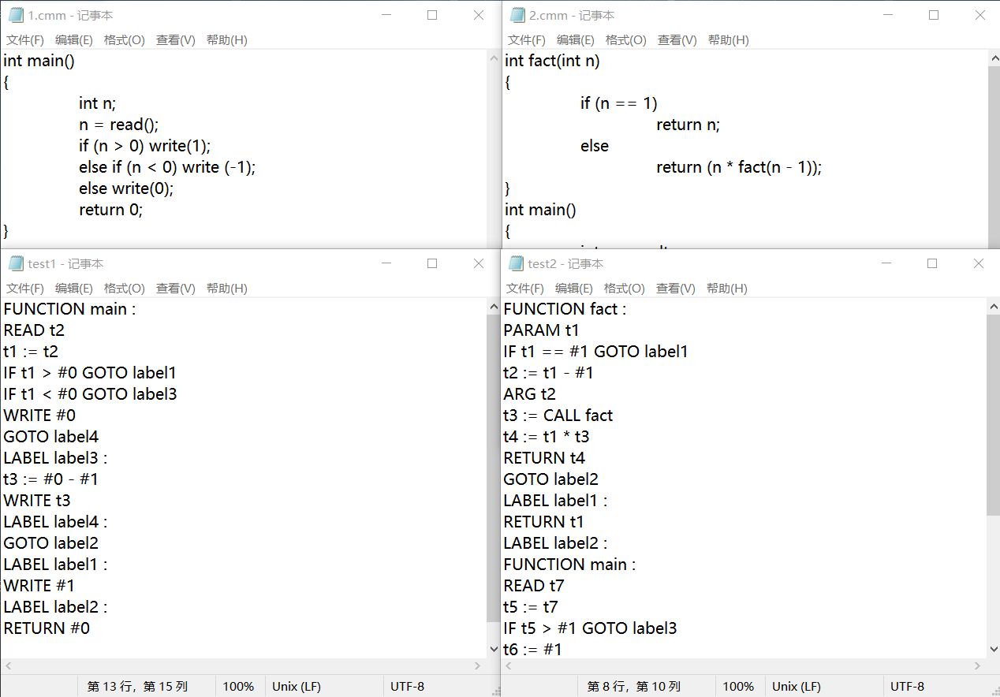 1.cmm - 记事本
文件(F) 编辑(E) 格式(O) 查看(V) 帮助(H)
int main()
{
int n;
n = read();
if (n > 0) write(1);
else if (n < 0) write (-1);
else write(0);
return 0;
}
2.cmm - 记事本
文件(F) 编辑(E) 格式(O) 查看(V) 帮助(H)
int fact(int n)
{
if (n == 1)
return n;
else
return (n * fact(n - 1));
}
int main()
{
test1 - 记事本
文件(F) 编辑(E) 格式(O) 查看(V) 帮助(H)
FUNCTION main :
READ t2
t1 := t2
IF t1 > #0 GOTO label1
IF t1 < #0 GOTO label3
WRITE #0
GOTO label4
LABEL label3 :
t3 := #0 - #1
WRITE t3
LABEL label4 :
GOTO label2
LABEL label1 :
WRITE #1
LABEL label2 :
RETURN #0
第 13 行，第 15 列 100% Unix (LF) UTF-8
test2 - 记事本
文件(F) 编辑(E) 格式(O) 查看(V) 帮助(H)
FUNCTION fact :
PARAM t1
IF t1 == #1 GOTO label1
t2 := t1 - #1
ARG t2
t3 := CALL fact
t4 := t1 * t3
RETURN t4
GOTO label2
LABEL label1 :
RETURN t1
LABEL label2 :
FUNCTION main :
READ t7
t5 := t7
IF t5 > #1 GOTO label3
t6 := #1
第 8 行，第 10 列 100% Unix (LF) UTF-8